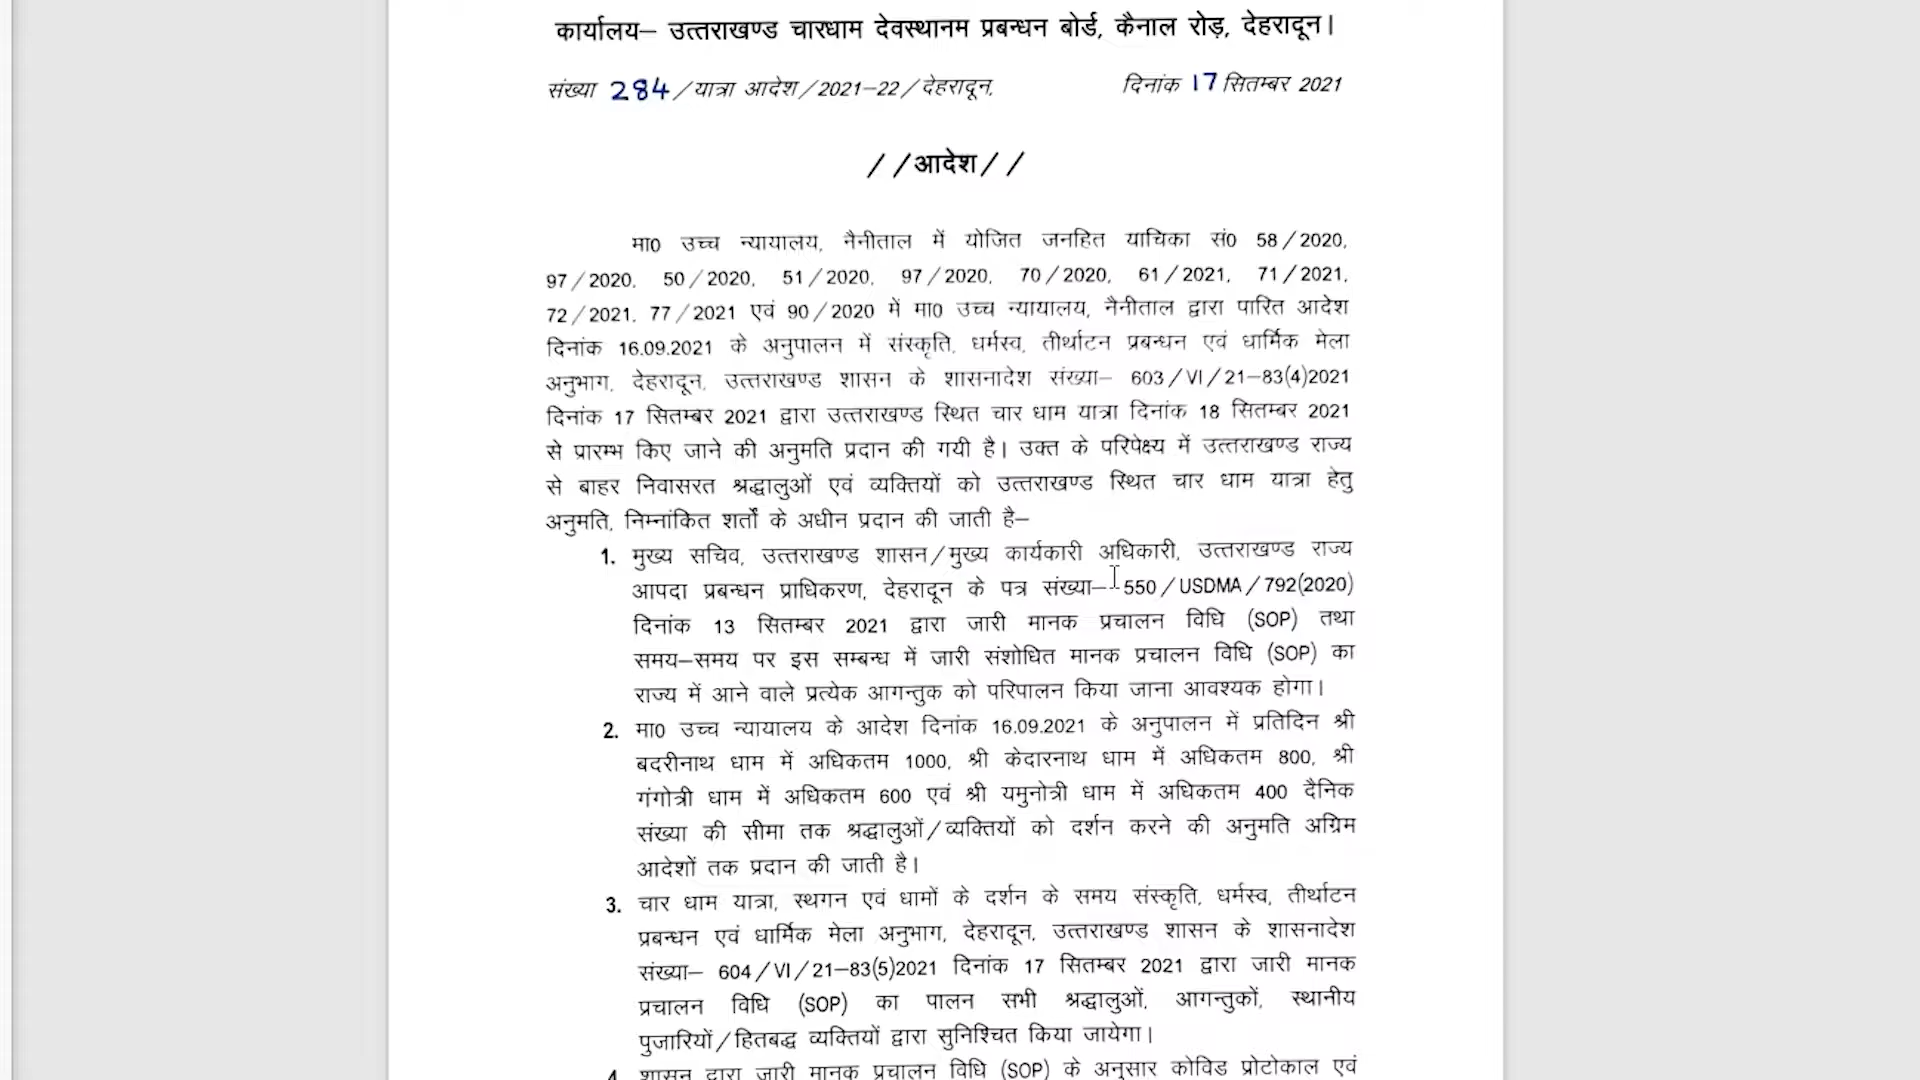 कार्यालय– उत्तराखण्ड चारधाम देवस्थानम प्रबन्धन बोर्ड, कैनाल रोड़, देहरादून।
संख्या 284/यात्रा आदेश/2021–22/देहरादून, दिनांक 17 सितम्बर 2021
//आदेश//
मा0 उच्च न्यायालय, नैनीताल में योजित जनहित याचिका सं0 58/2020,
97/2020, 50/2020, 51/2020, 97/2020, 70/2020, 61/2021, 71/2021,
72/2021, 77/2021 एवं 90/2020 में मा0 उच्च न्यायालय, नैनीताल द्वारा पारित आदेश
दिनांक 16.09.2021 के अनुपालन में संस्कृति, धर्मस्व, तीर्थाटन प्रबन्धन एवं धार्मिक मेला
अनुभाग, देहरादून, उत्तराखण्ड शासन के शासनादेश संख्या– 603/VI/21–83(4)2021
दिनांक 17 सितम्बर 2021 द्वारा उत्तराखण्ड स्थित चार धाम यात्रा दिनांक 18 सितम्बर 2021
से प्रारम्भ किए जाने की अनुमति प्रदान की गयी है। उक्त के परिपेक्ष्य में उत्तराखण्ड राज्य
से बाहर निवासरत श्रद्धालुओं एवं व्यक्तियों को उत्तराखण्ड स्थित चार धाम यात्रा हेतु
अनुमति, निम्नांकित शर्तों के अधीन प्रदान की जाती है–
1. मुख्य सचिव, उत्तराखण्ड शासन/मुख्य कार्यकारी अधिकारी, उत्तराखण्ड राज्य
आपदा प्रबन्धन प्राधिकरण, देहरादून के पत्र संख्या– 550/USDMA/792(2020)
दिनांक 13 सितम्बर 2021 द्वारा जारी मानक प्रचालन विधि (SOP) तथा
समय–समय पर इस सम्बन्ध में जारी संशोधित मानक प्रचालन विधि (SOP) का
राज्य में आने वाले प्रत्येक आगन्तुक को परिपालन किया जाना आवश्यक होगा।
2. मा0 उच्च न्यायालय के आदेश दिनांक 16.09.2021 के अनुपालन में प्रतिदिन श्री
बदरीनाथ धाम में अधिकतम 1000, श्री केदारनाथ धाम में अधिकतम 800, श्री
गंगोत्री धाम में अधिकतम 600 एवं श्री यमुनोत्री धाम में अधिकतम 400 दैनिक
संख्या की सीमा तक श्रद्धालुओं/व्यक्तियों को दर्शन करने की अनुमति अग्रिम
आदेशों तक प्रदान की जाती है।
3. चार धाम यात्रा, स्थगन एवं धामों के दर्शन के समय संस्कृति, धर्मस्व, तीर्थाटन
प्रबन्धन एवं धार्मिक मेला अनुभाग, देहरादून, उत्तराखण्ड शासन के शासनादेश
संख्या– 604/VI/21–83(5)2021 दिनांक 17 सितम्बर 2021 द्वारा जारी मानक
प्रचालन विधि (SOP) का पालन सभी श्रद्धालुओं, आगन्तुकों, स्थानीय
पुजारियों/हितबद्ध व्यक्तियों द्वारा सुनिश्चित किया जायेगा।
4. शासन द्वारा जारी मानक प्रचालन विधि (SOP) के अनुसार कोविड प्रोटोकाल एवं